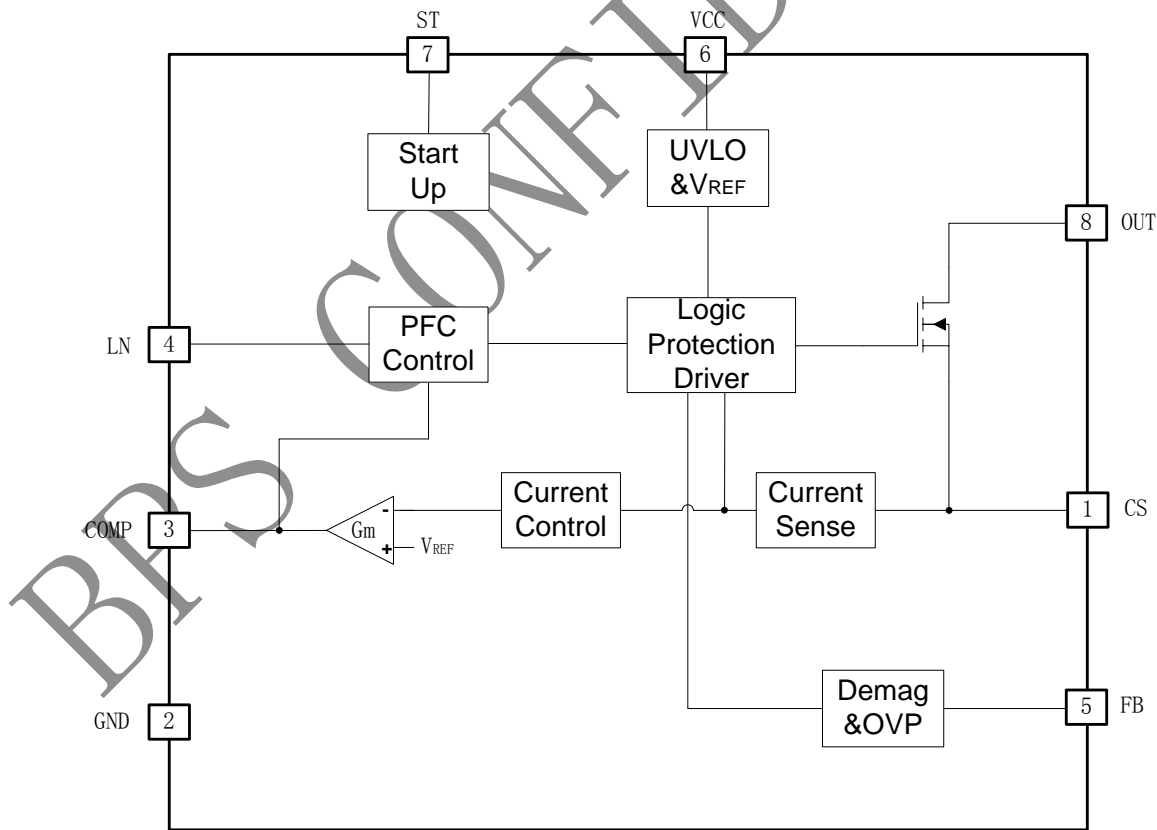 ST
VCC
7
6
Start
Up
UVLO
&VREF
8
OUT
LN
4
PFC
Control
Logic
Protection
Driver
COMP
3
Gm
-
+
VREF
Current
Control
Current
Sense
1
CS
GND
2
Demag
&OVP
5
FB
BPS CONFID